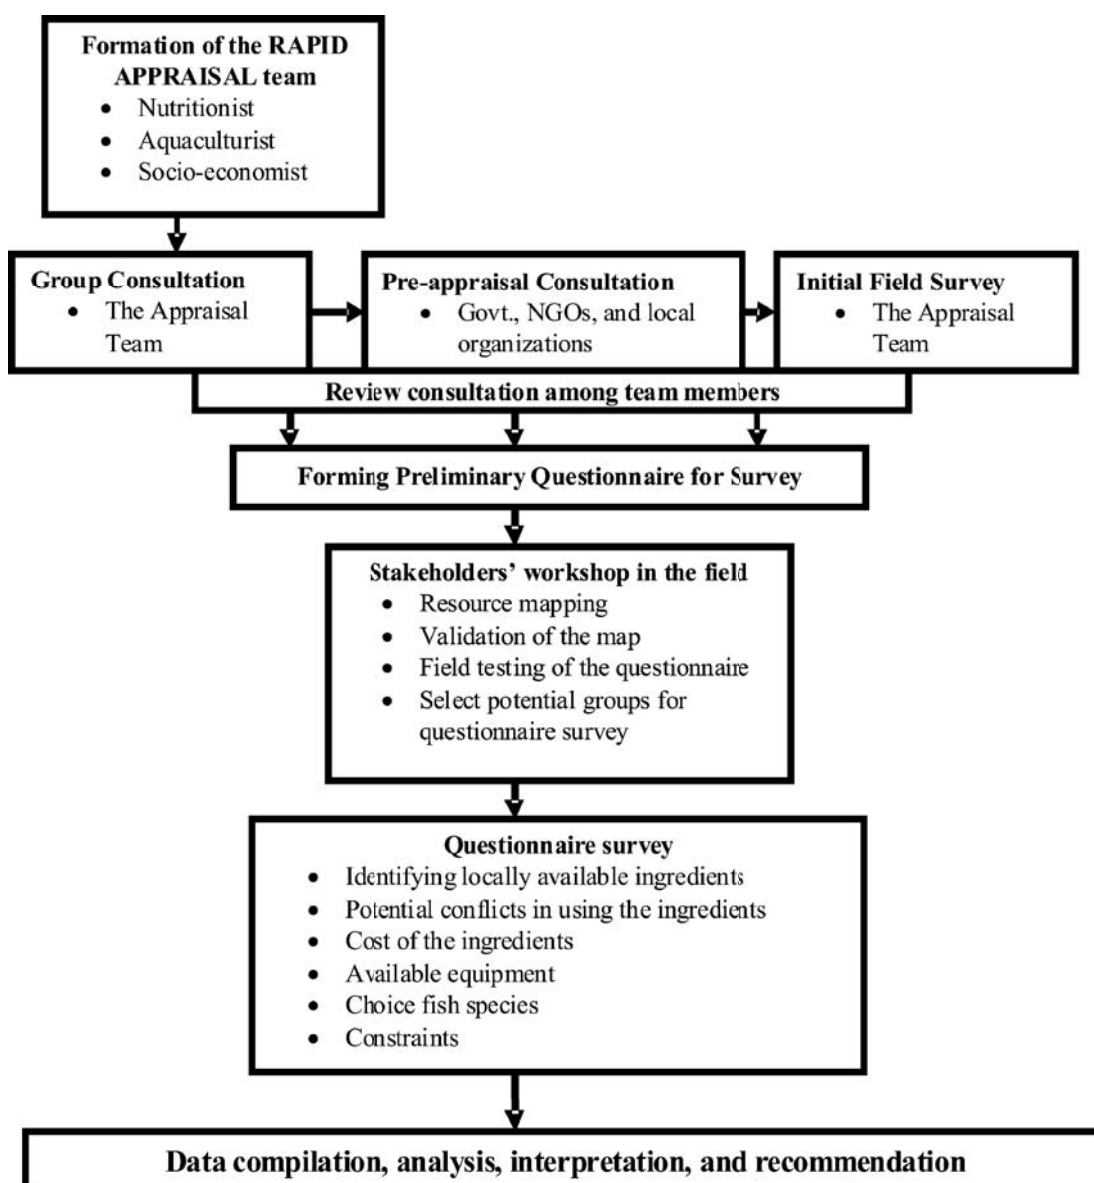 Formation of the RAPID
APPRAISAL team
• Nutritionist
• Aquaculturist
• Socio-economist
Group Consultation
• The Appraisal
Team
Pre-appraisal Consultation
• Govt., NGOs, and local
organizations
Initial Field Survey
• The Appraisal
Team
Review consultation among team members
Forming Preliminary Questionnaire for Survey
Stakeholders’ workshop in the field
• Resource mapping
• Validation of the map
• Field testing of the questionnaire
• Select potential groups for
questionnaire survey
Questionnaire survey
• Identifying locally available ingredients
• Potential conflicts in using the ingredients
• Cost of the ingredients
• Available equipment
• Choice fish species
• Constraints
Data compilation, analysis, interpretation, and recommendation